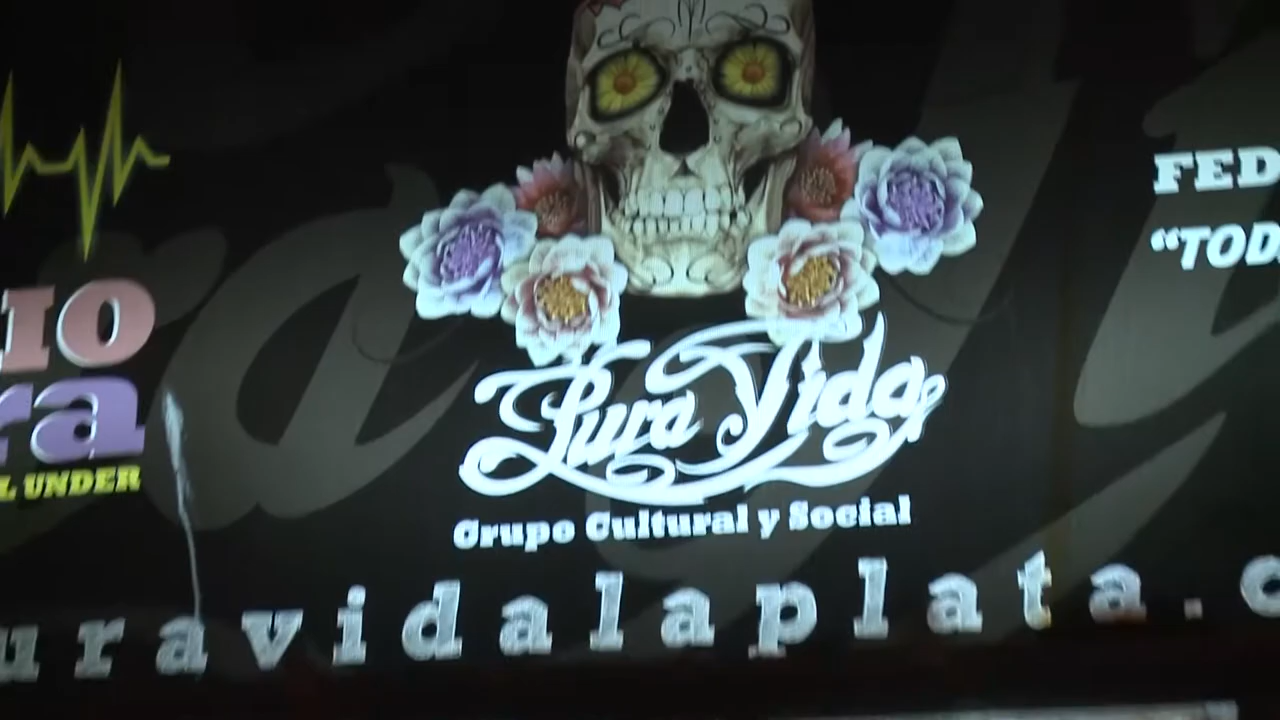 IO
ra
L UNDER
Pura Vida
Grupo Cultural y Social
uravidalaplata.c
FED
“TOD